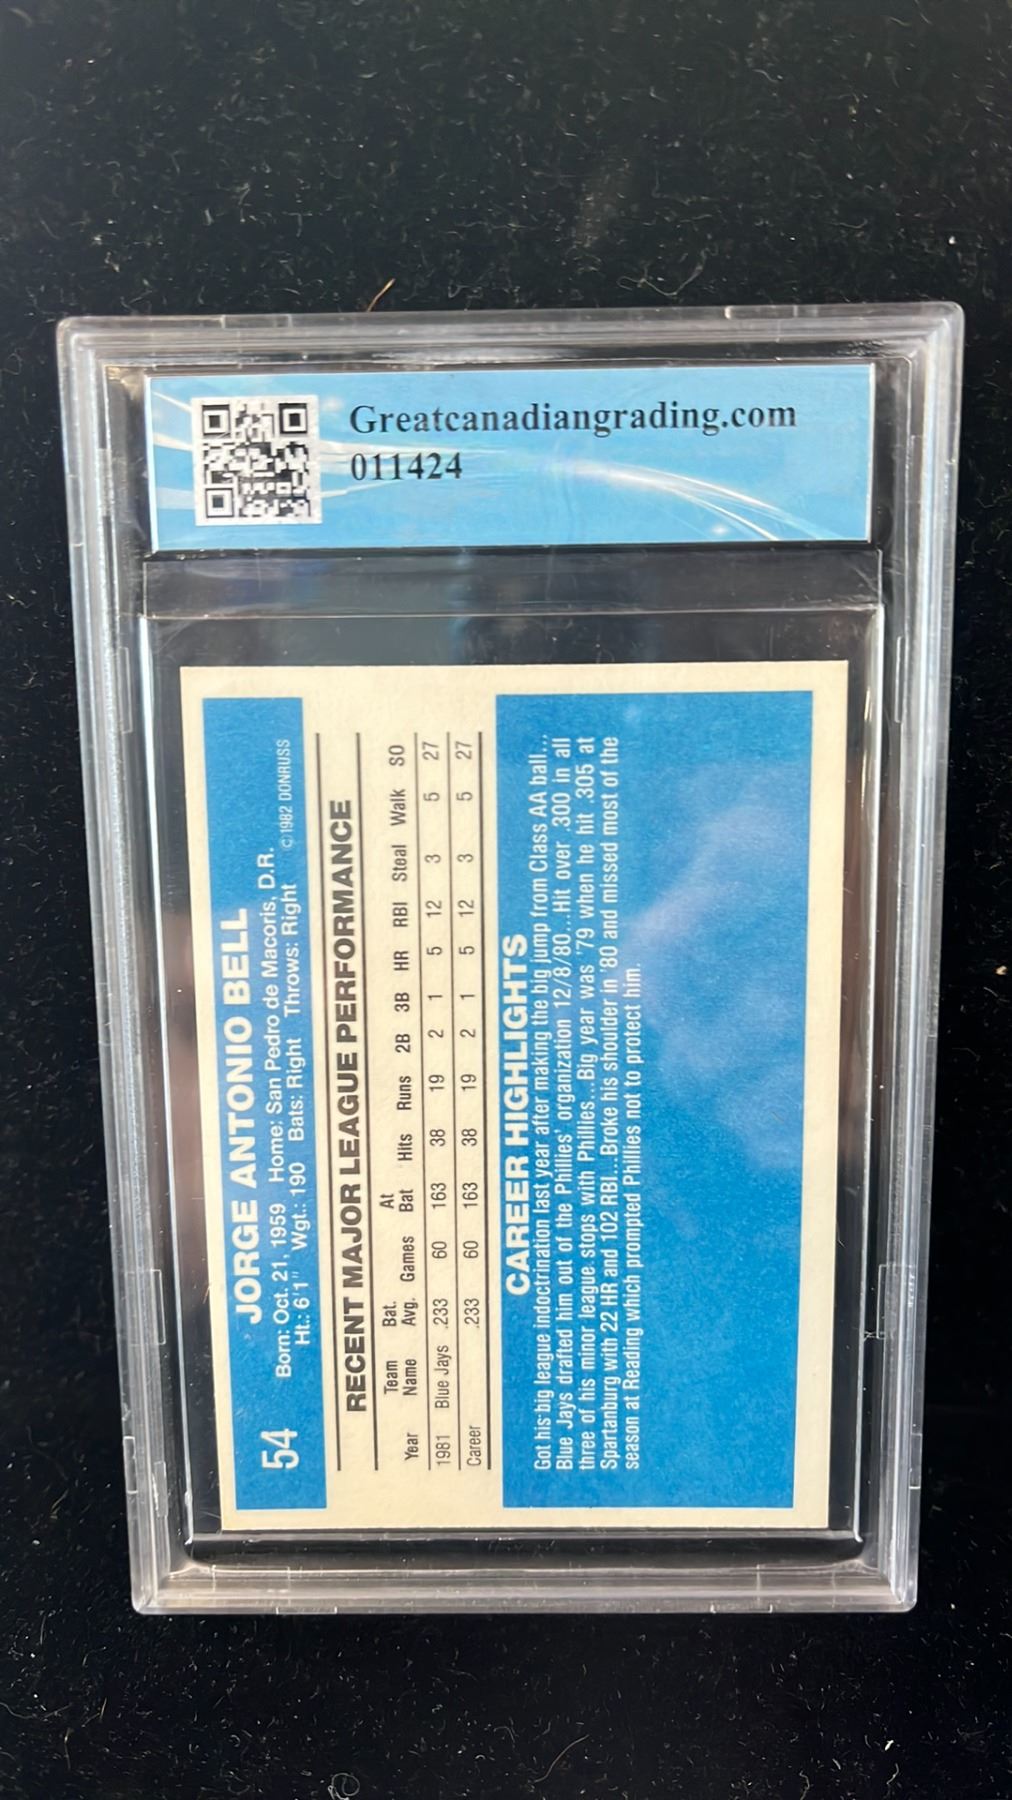 Greatcanadiangrading.com
011424
54 JORGE ANTONIO BELL
Born: Oct. 21, 1959 Home: San Pedro de Macoris, D.R.
Ht.: 6'1" Wgt.: 190 Bats: Right Throws: Right © 1982 DONRUSS
RECENT MAJOR LEAGUE PERFORMANCE
Year Team Name Bat. Avg. Games At Bat Hits Runs 2B 3B HR RBI Steal Walk SO
1981 Blue Jays .233 60 163 38 19 2 1 5 12 3 5 27
Career .233 60 163 38 19 2 1 5 12 3 5 27
CAREER HIGHLIGHTS
Got his big league indoctrination last year after making the big jump from Class AA ball...
Blue Jays drafted him out of the Phillies' organization 12/8/80...Hit over .300 in all
three of his minor league stops with Phillies...Big year was '79 when he hit .305 at
Spartanburg with 22 HR and 102 RBI...Broke his shoulder in '80 and missed most of the
season at Reading which prompted Phillies not to protect him.